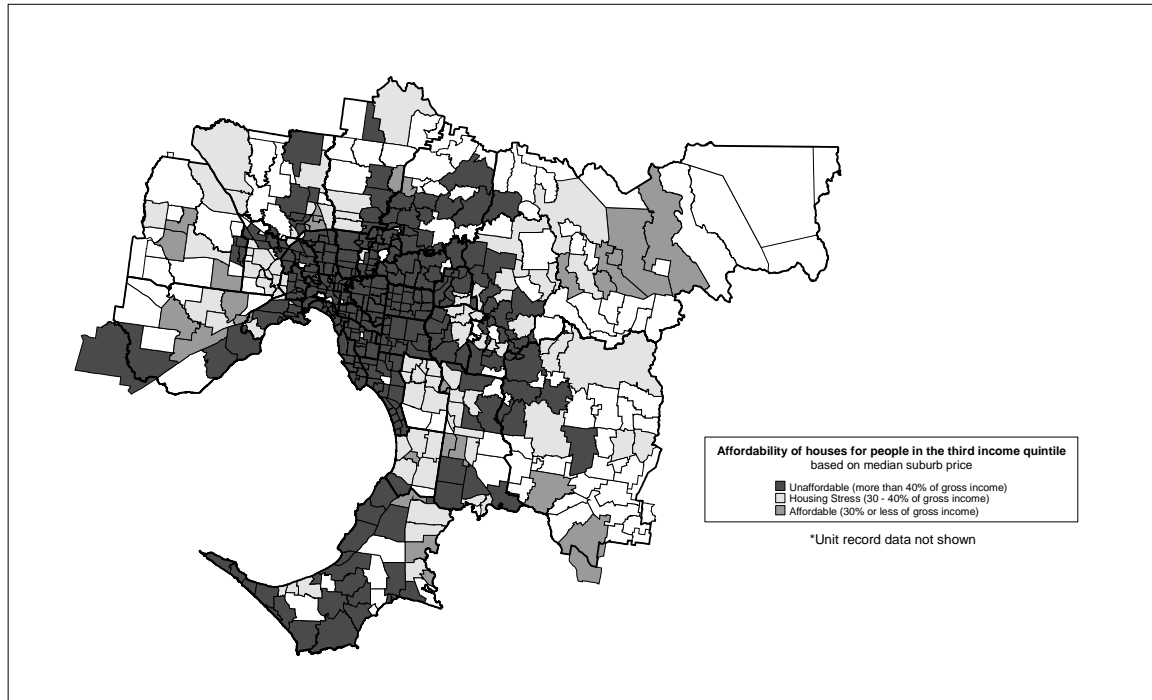 Affordability of houses for people in the third income quintile
based on median suburb price
Unaffordable (more than 40% of gross income)
Housing Stress (30 - 40% of gross income)
Affordable (30% or less of gross income)
*Unit record data not shown